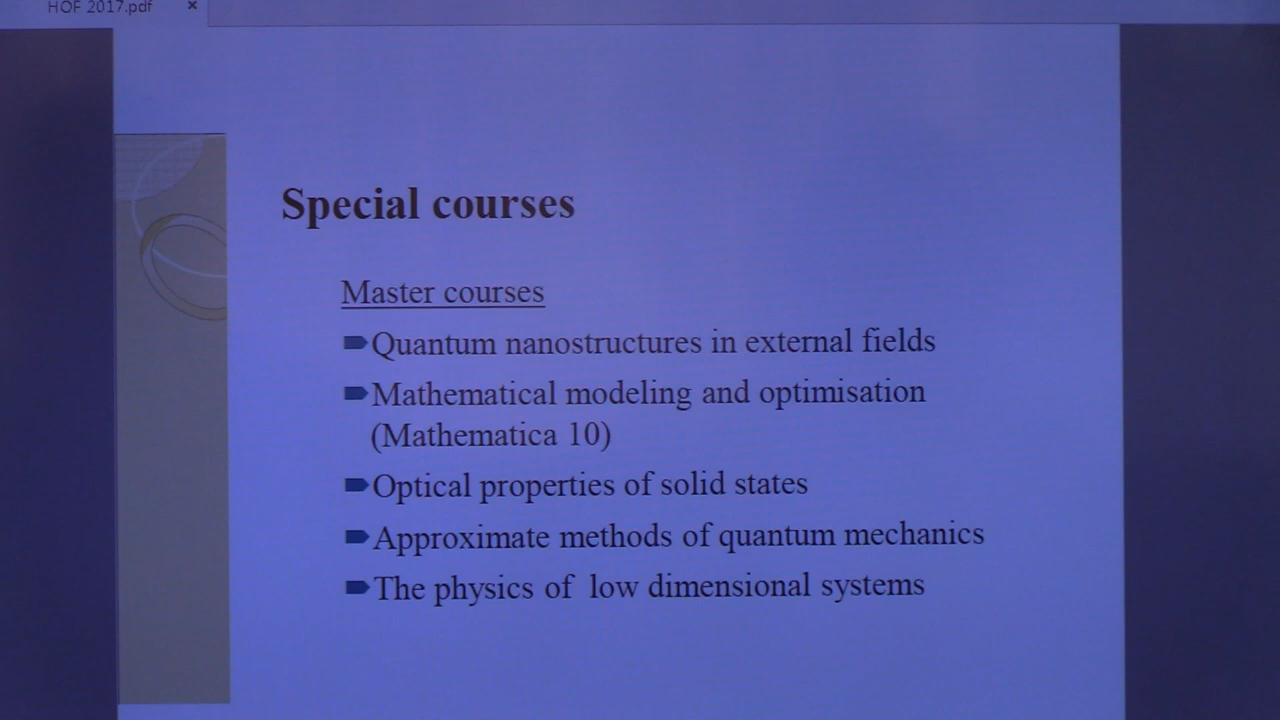 HOF 2017.pdf
Special courses
Master courses
Quantum nanostructures in external fields
Mathematical modeling and optimisation
(Mathematica 10)
Optical properties of solid states
Approximate methods of quantum mechanics
The physics of low dimensional systems